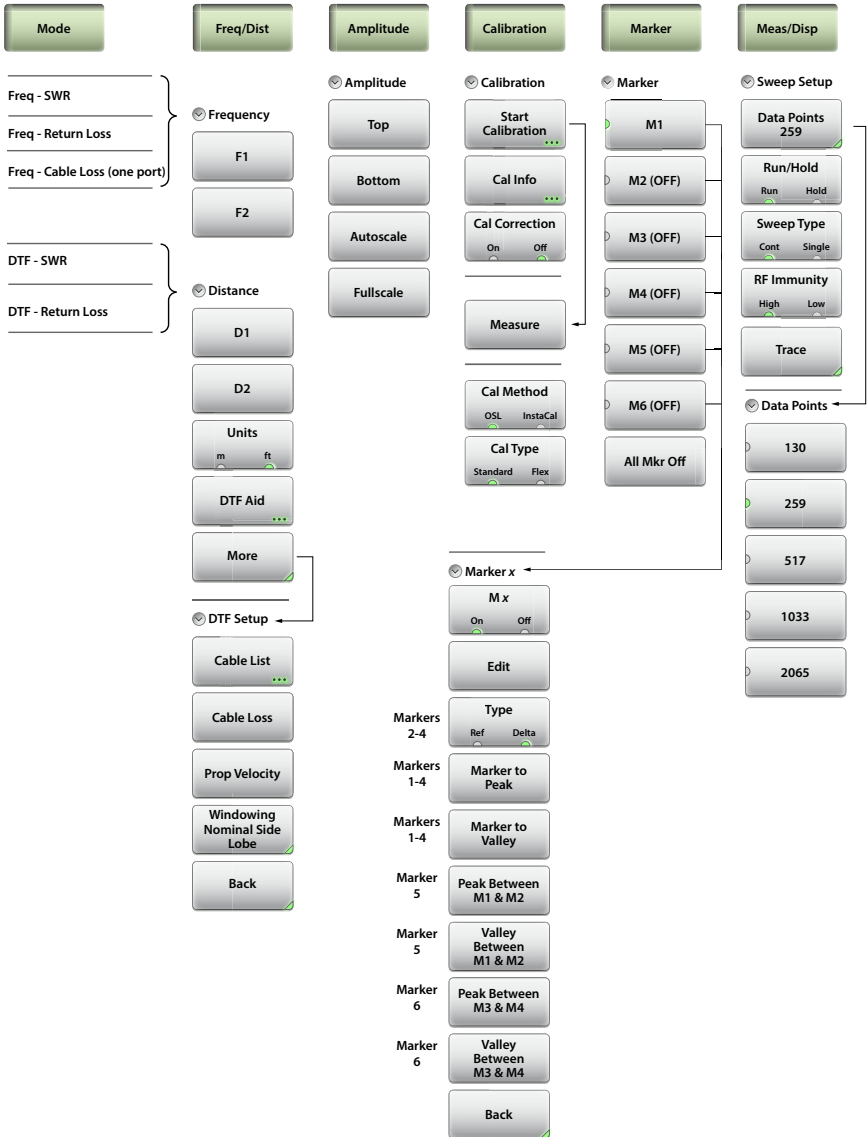 Mode
Freq/Dist
Amplitude
Calibration
Marker
Meas/Disp
Freq - SWR
Freq - Return Loss
Freq - Cable Loss (one port)
DTF - SWR
DTF - Return Loss
Frequency
F1
F2
Distance
D1
D2
Units
m ft
DTF Aid
More
DTF Setup
Cable List
Cable Loss
Prop Velocity
Windowing
Nominal Side
Lobe
Back
Amplitude
Top
Bottom
Autoscale
Fullscale
Calibration
Start
Calibration
Cal Info
Cal Correction
On Off
Measure
Cal Method
OSL InstaCal
Cal Type
Standard Flex
Marker
M1
M2 (OFF)
M3 (OFF)
M4 (OFF)
M5 (OFF)
M6 (OFF)
All Mkr Off
Marker x
M x
On Off
Edit
Markers
2-4
Type
Ref Delta
Markers
1-4
Marker to
Peak
Markers
1-4
Marker to
Valley
Marker
5
Peak Between
M1 & M2
Marker
5
Valley
Between
M1 & M2
Marker
6
Peak Between
M3 & M4
Marker
6
Valley
Between
M3 & M4
Back
Sweep Setup
Data Points
259
Run/Hold
Run Hold
Sweep Type
Cont Single
RF Immunity
High Low
Trace
Data Points
130
259
517
1033
2065